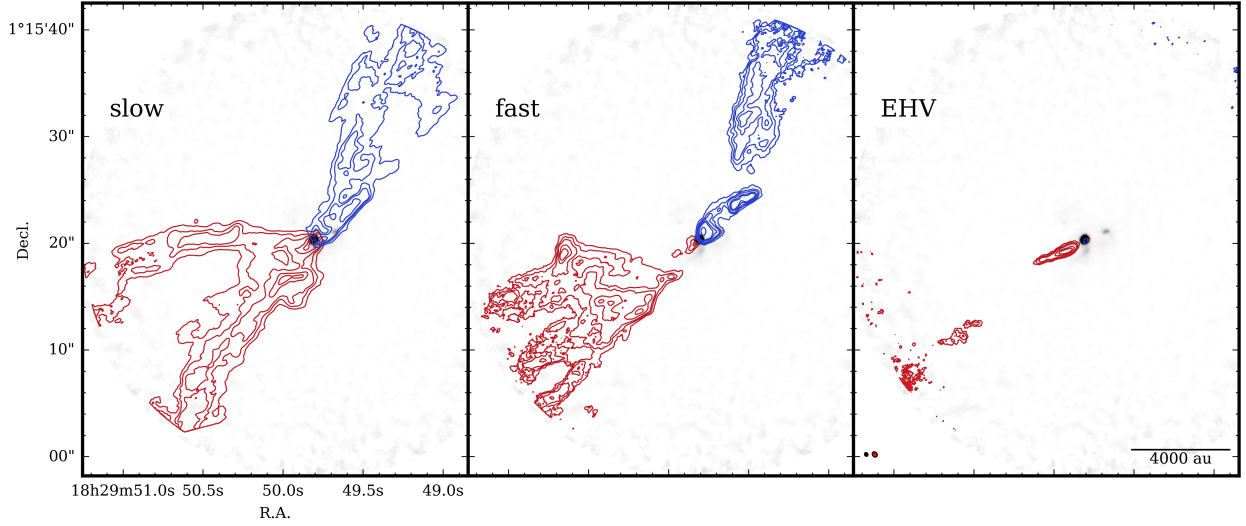 slow
fast
EHV
1°15'40"
30"
20"
10"
00"
Decl.
4000 au
18h29m51.0s 50.5s 50.0s 49.5s 49.0s
R.A.